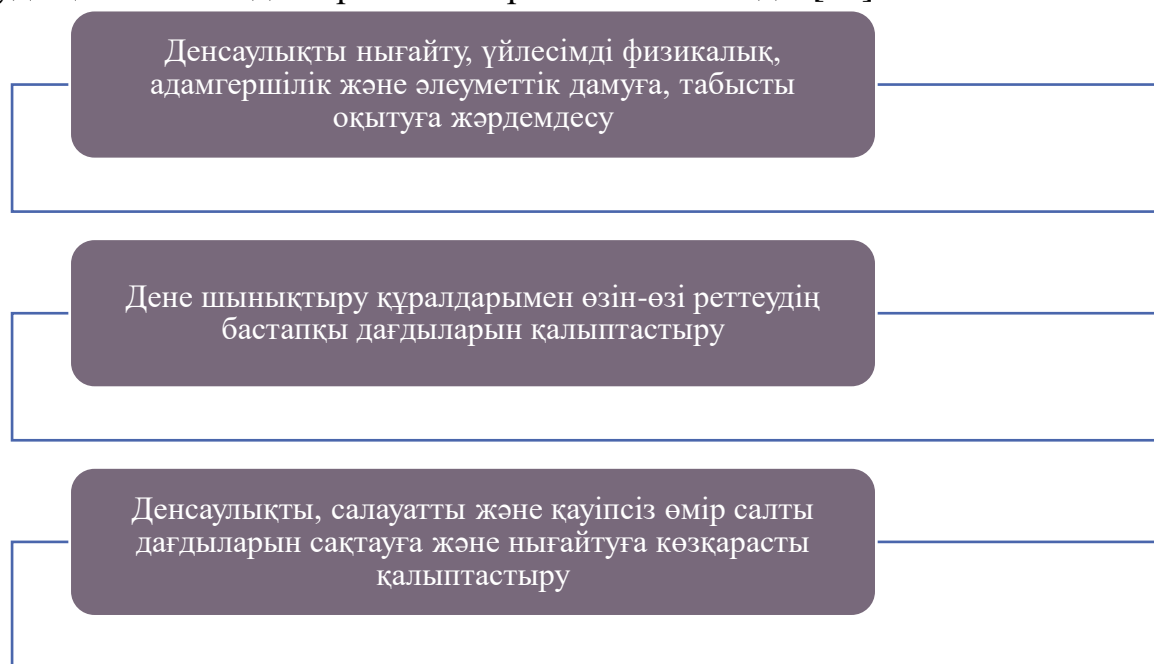 Денсаулықты нығайту, үйлесімді физикалық,
адамгершілік және әлеуметтік дамуға, табысты
оқытуға жәрдемдесу
Дене шынықтыру құралдарымен өзін-өзі реттеудің
бастапқы дағдыларын қалыптастыру
Денсаулықты, салауатты және қауіпсіз өмір салты
дағдыларын сақтауға және нығайтуға көзқарасты
қалыптастыру